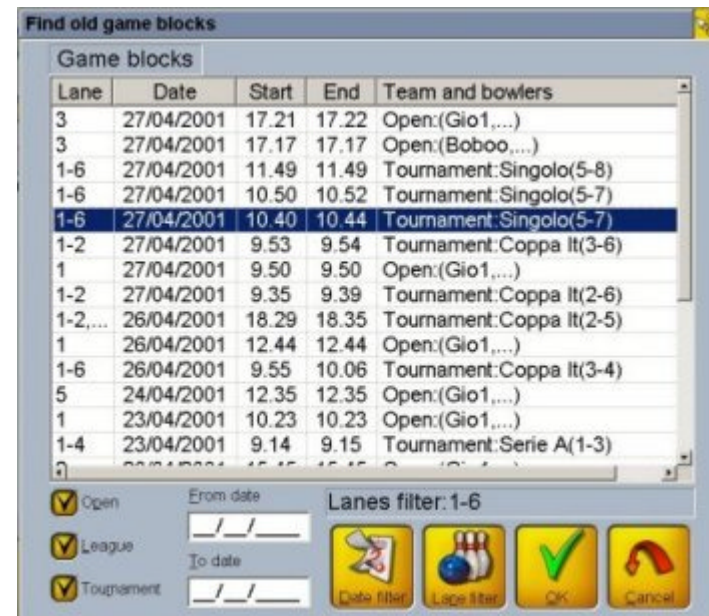 Find old game blocks
Game blocks
Lane Date Start End Team and bowlers
3 27/04/2001 17.21 17.22 Open:(Gio1,...)
3 27/04/2001 17.17 17.17 Open:(Boboo,...)
1-6 27/04/2001 11.49 11.49 Tournament:Singolo(5-8)
1-6 27/04/2001 10.50 10.52 Tournament:Singolo(5-7)
1-6 27/04/2001 10.40 10.44 Tournament:Singolo(5-7)
1-2 27/04/2001 9.53 9.54 Tournament:Coppa It(3-6)
1 27/04/2001 9.50 9.50 Open:(Gio1,...)
1-2 27/04/2001 9.35 9.39 Tournament:Coppa It(2-6)
1-2,... 26/04/2001 18.29 18.35 Tournament:Coppa It(2-5)
1 26/04/2001 12.44 12.44 Open:(Gio1,...)
1-6 26/04/2001 9.55 10.06 Tournament:Coppa It(3-4)
5 24/04/2001 12.35 12.35 Open:(Gio1,...)
1 23/04/2001 10.23 10.23 Open:(Gio1,...)
1-4 23/04/2001 9.14 9.15 Tournament:Serie A(1-3)
Open From date Lanes filter:1-6
__/__/____
League
To date
Tournament __/__/____
Date filter Lane filter OK Cancel